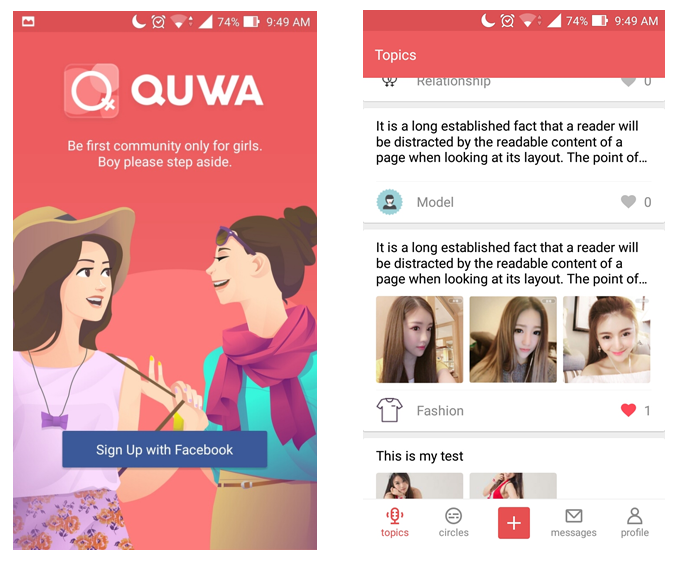 74% 9:49 AM
QUWA
Be first community only for girls.
Boy please step aside.
Sign Up with Facebook
74% 9:49 AM
Topics
Relationship 0
It is a long established fact that a reader will
be distracted by the readable content of a
page when looking at its layout. The point of...
Model 0
It is a long established fact that a reader will
be distracted by the readable content of a
page when looking at its layout. The point of...
Fashion 1
This is my test
topics circles messages profile